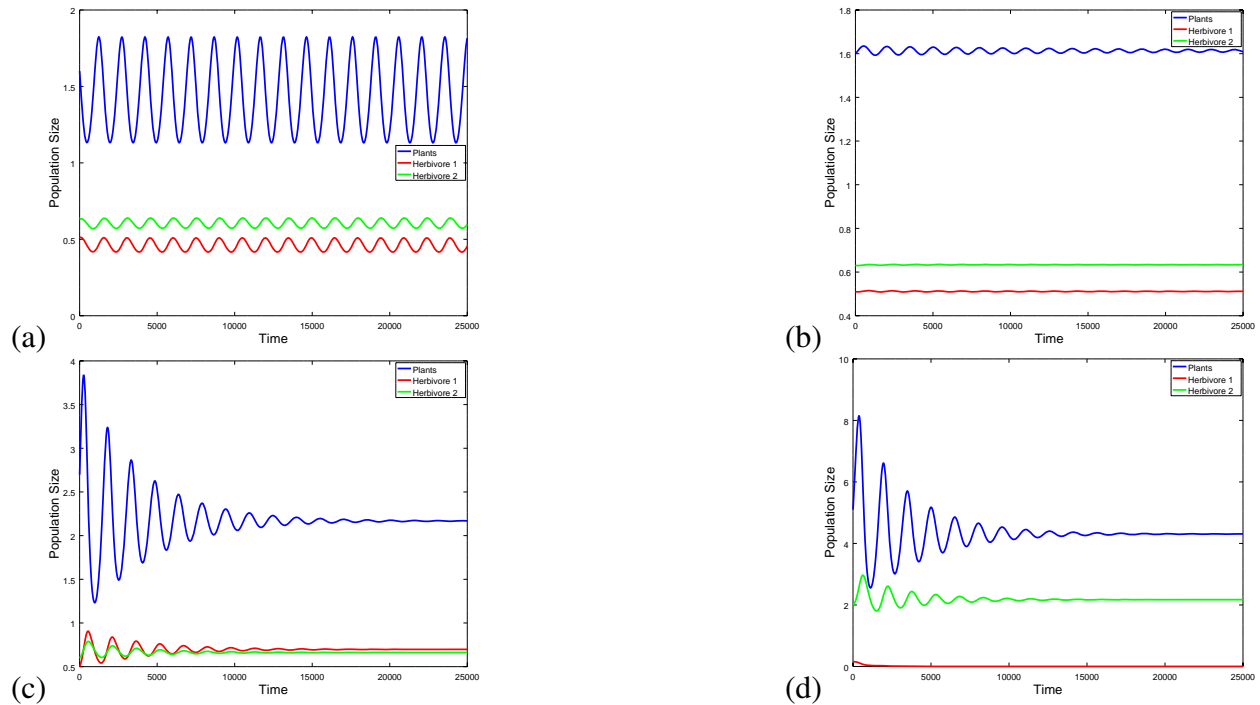 2
1.5
1
0.5
0
Population Size
Plants
Herbivore 1
Herbivore 2
0 5000 10000 15000 20000 25000
Time
(a)
1.8
1.6
1.4
1.2
1
0.8
0.6
0.4
Population Size
Plants
Herbivore 1
Herbivore 2
0 5000 10000 15000 20000 25000
Time
(b)
4
3.5
3
2.5
2
1.5
1
0.5
Population Size
Plants
Herbivore 1
Herbivore 2
0 5000 10000 15000 20000 25000
Time
(c)
10
8
6
4
2
0
Population Size
Plants
Herbivore 1
Herbivore 2
0 5000 10000 15000 20000 25000
Time
(d)